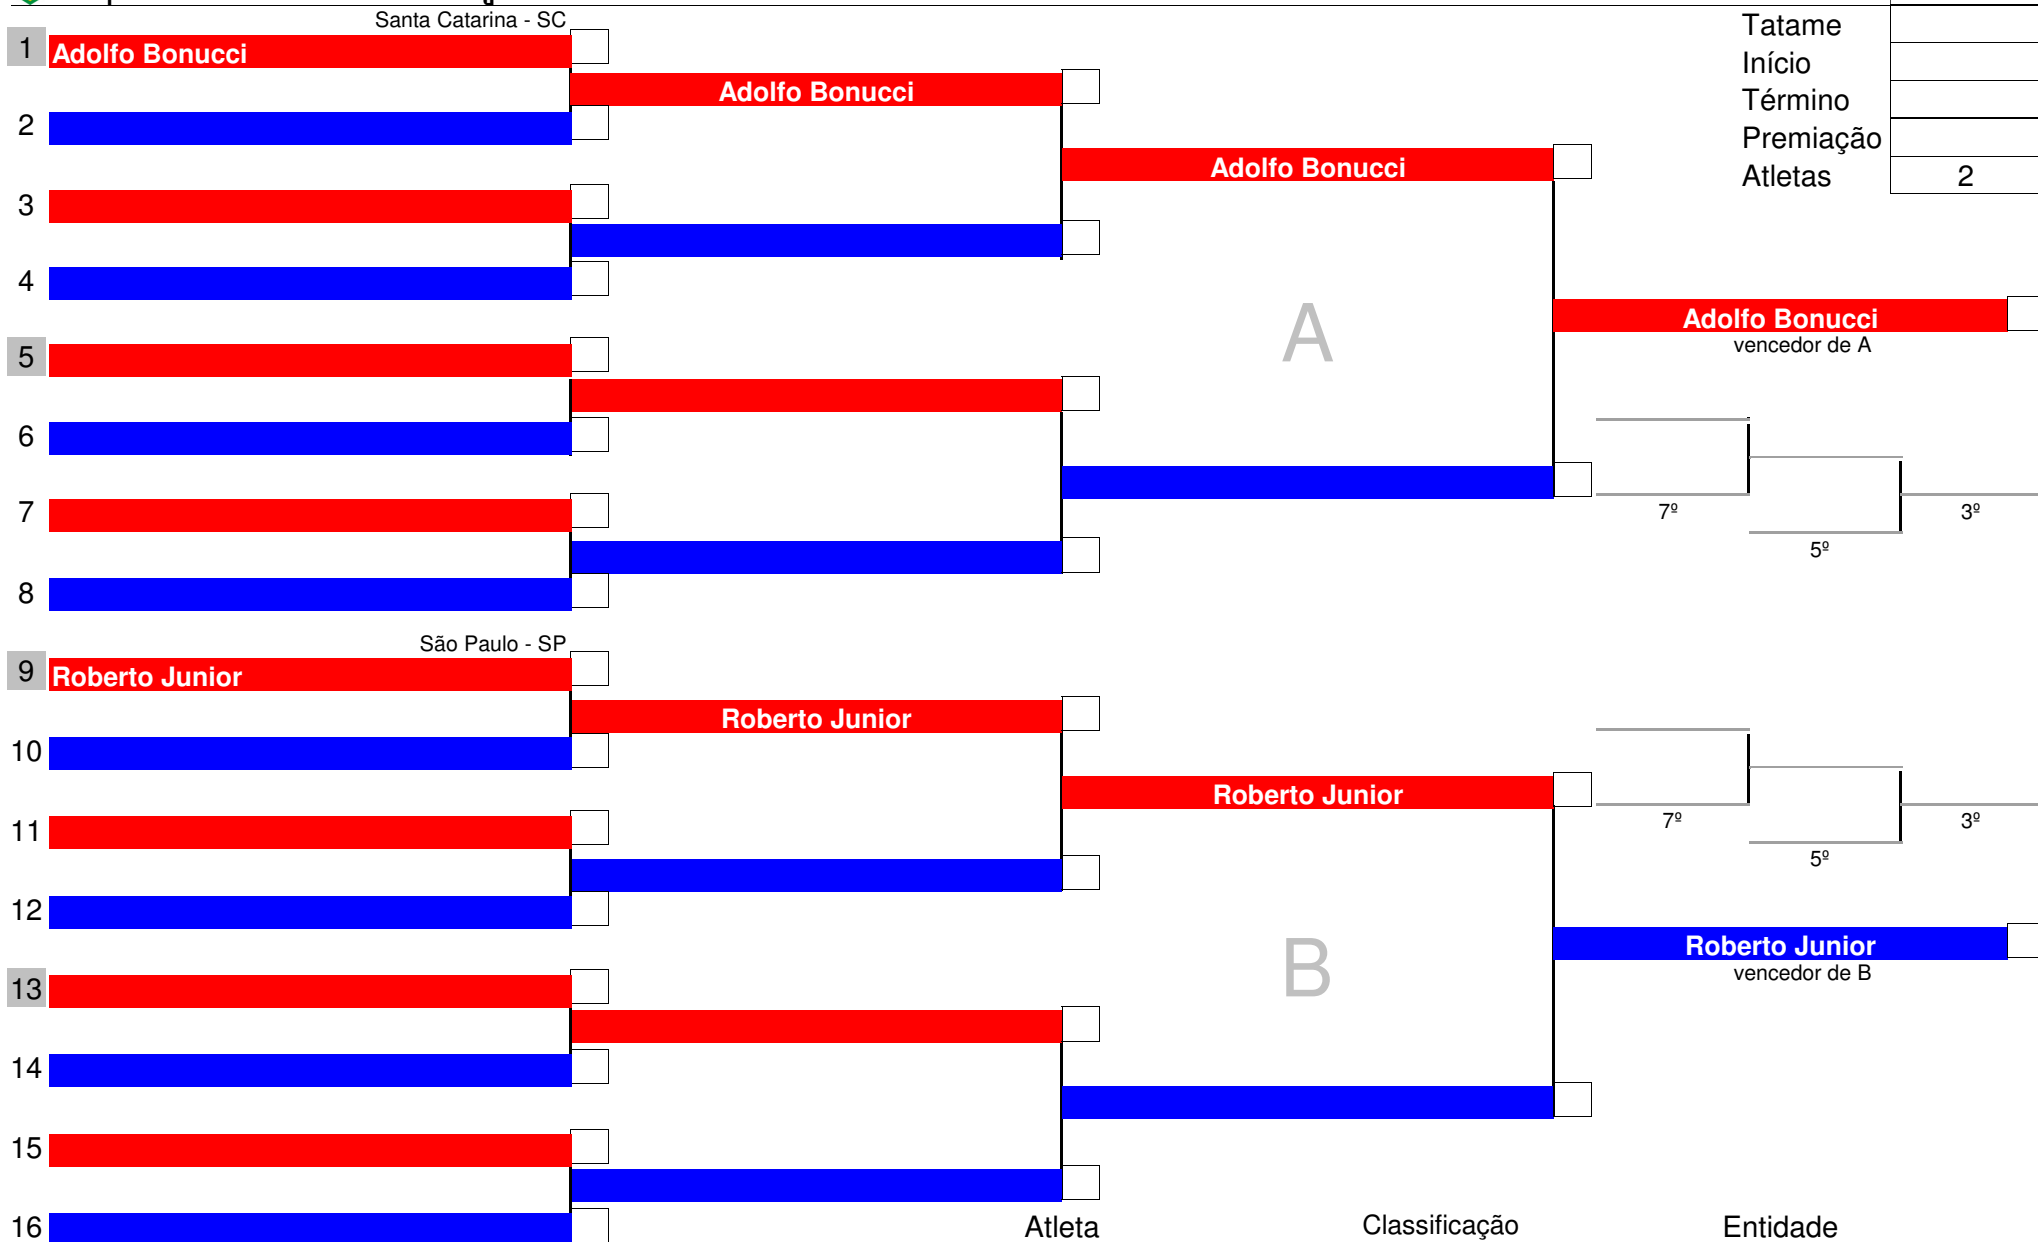 Santa Catarina - SC
Tatame
1 Adolfo Bonucci
Início
Adolfo Bonucci
Término
2
Premiação
Adolfo Bonucci
Atletas 2
3
4
A
Adolfo Bonucci
vencedor de A
5
6
7
7º
3º
5º
8
São Paulo - SP
9 Roberto Junior
Roberto Junior
10
Roberto Junior
11
7º
3º
5º
12
B
Roberto Junior
vencedor de B
13
14
15
16
Atleta Classificação Entidade